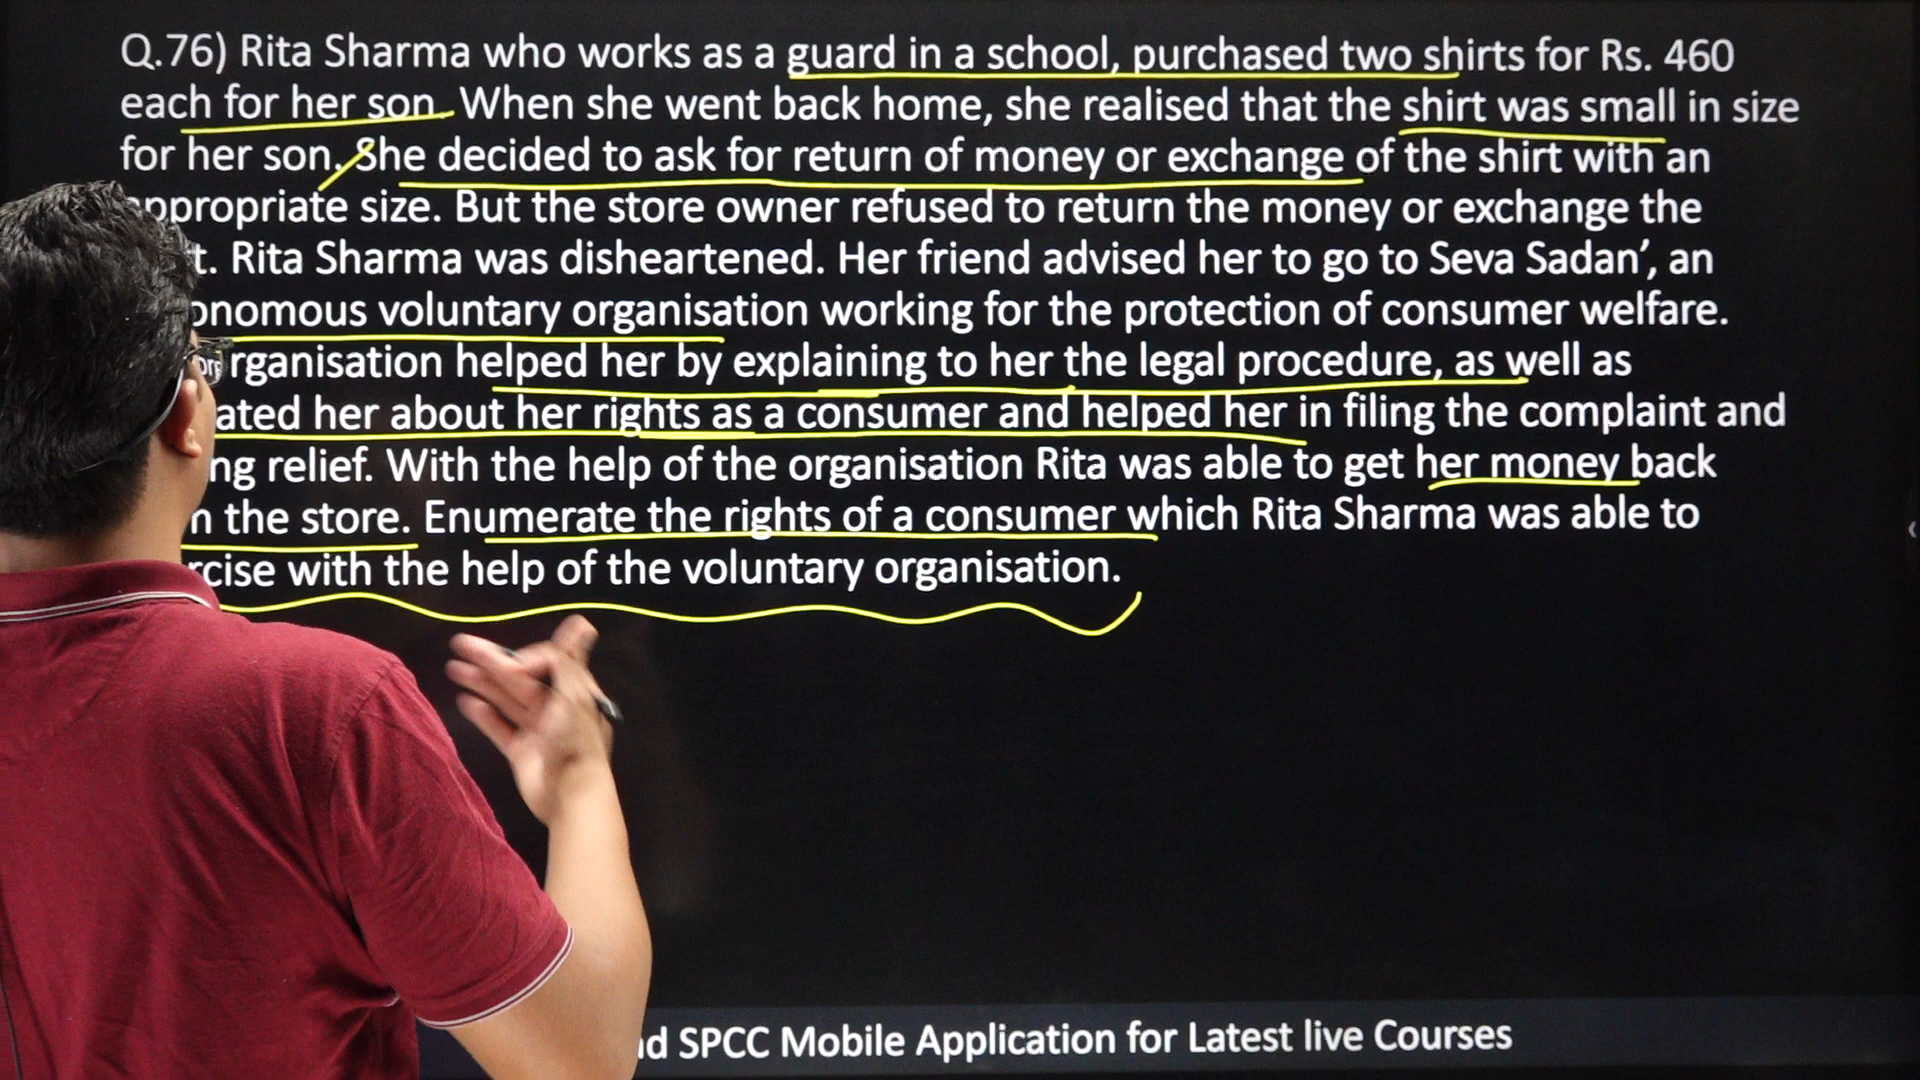 Q.76) Rita Sharma who works as a guard in a school, purchased two shirts for Rs. 460
each for her son. When she went back home, she realised that the shirt was small in size
for her son. She decided to ask for return of money or exchange of the shirt with an
appropriate size. But the store owner refused to return the money or exchange the
t. Rita Sharma was disheartened. Her friend advised her to go to Seva Sadan’, an
onomous voluntary organisation working for the protection of consumer welfare.
rganisation helped her by explaining to her the legal procedure, as well as
ated her about her rights as a consumer and helped her in filing the complaint and
ng relief. With the help of the organisation Rita was able to get her money back
n the store. Enumerate the rights of a consumer which Rita Sharma was able to
rcise with the help of the voluntary organisation.
d SPCC Mobile Application for Latest live Courses